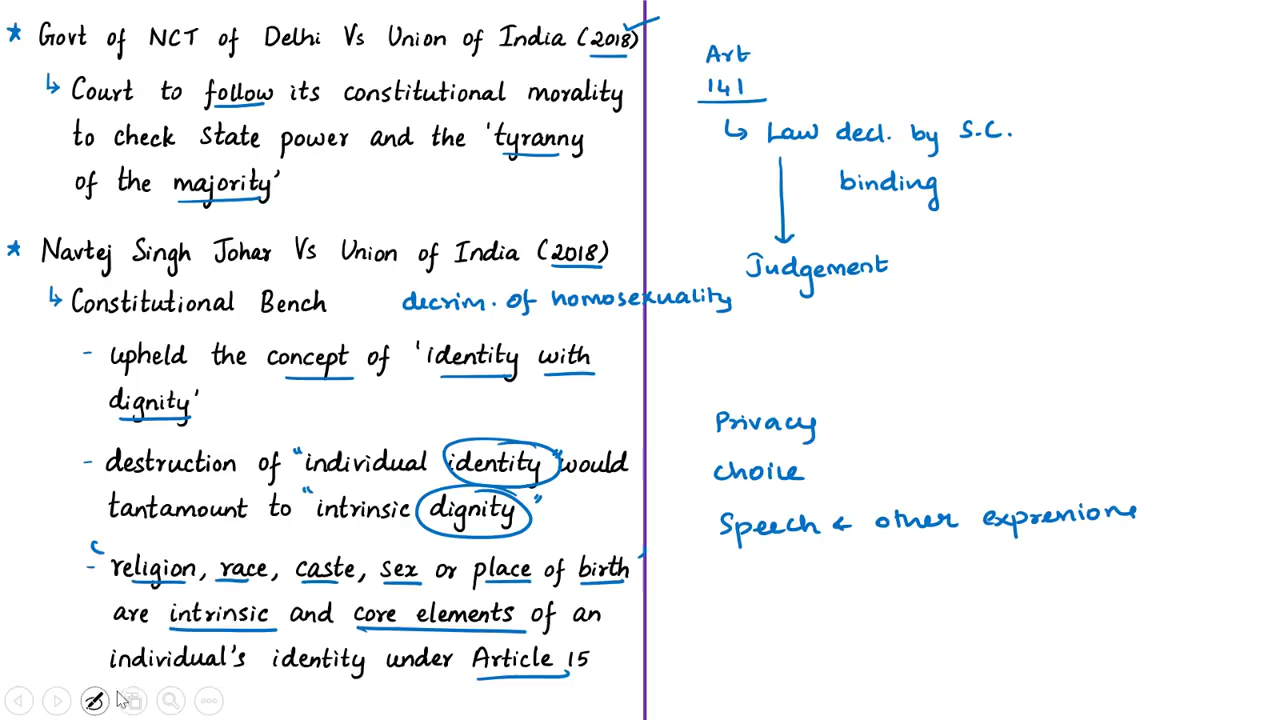 * Govt of NCT of Delhi Vs Union of India (2018)
↳ Court to follow its constitutional morality
to check State power and the 'tyranny
of the majority'
* Navtej Singh Johar Vs Union of India (2018)
↳ Constitutional Bench decrim. of homosexuality
- upheld the concept of 'identity with
dignity'
- destruction of "individual identity" would
tantamount to "intrinsic dignity"
- religion, race, caste, sex or place of birth
are intrinsic and core elements of an
individual's identity under Article 15
Art
141
↳ Law decl. by S.C.
binding
Judgement
Privacy
choice
Speech & other expressions